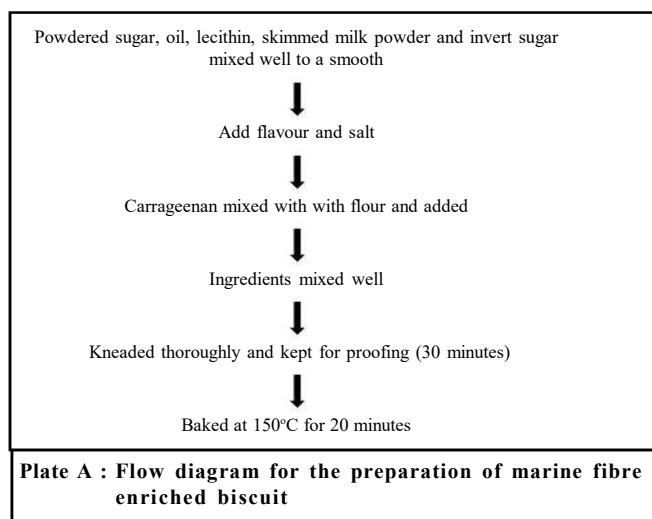 Powdered sugar, oil, lecithin, skimmed milk powder and invert sugar
mixed well to a smooth
Add flavour and salt
Carrageenan mixed with with flour and added
Ingredients mixed well
Kneaded thoroughly and kept for proofing (30 minutes)
Baked at 150°C for 20 minutes
Plate A : Flow diagram for the preparation of marine fibre
enriched biscuit